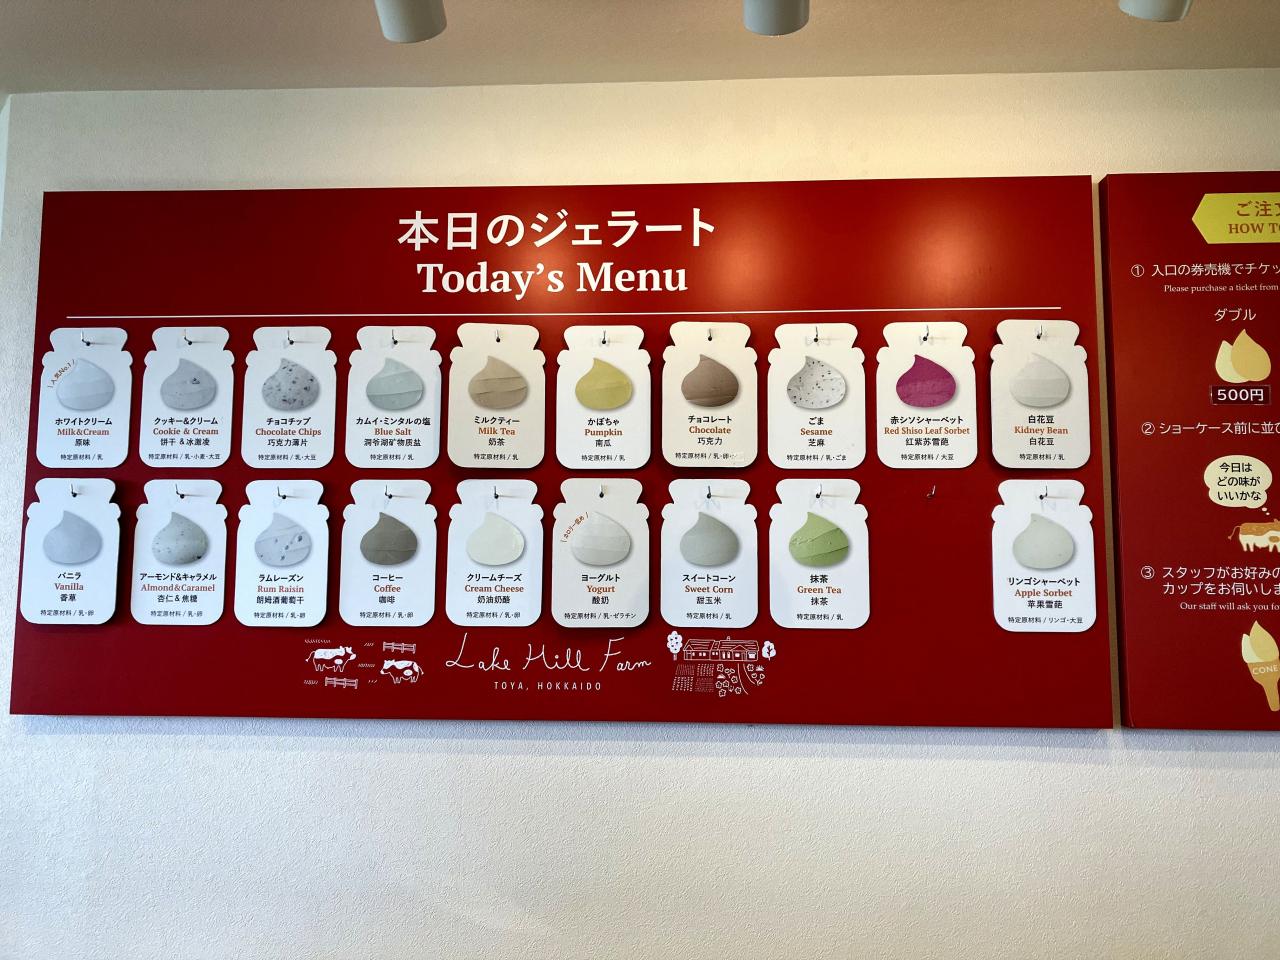 本日のジェラート
Today's Menu
人気No.1
ホワイトクリーム
Milk&Cream
原味
特定原材料 / 乳
クッキー&クリーム
Cookie & Cream
饼干 & 冰激凌
特定原材料 / 乳・小麦・大豆
チョコチップ
Chocolate Chips
巧克力薄片
特定原材料 / 乳・大豆
カムイ・ミンタルの塩
Blue Salt
洞爷湖矿物质盐
特定原材料 / 乳
ミルクティー
Milk Tea
奶茶
特定原材料 / 乳
かぼちゃ
Pumpkin
南瓜
特定原材料 / 乳
チョコレート
Chocolate
巧克力
特定原材料 / 乳・卵
ごま
Sesame
芝麻
特定原材料 / 乳・ごま
赤シソシャーベット
Red Shiso Leaf Sorbet
红紫苏雪葩
特定原材料 / 大豆
白花豆
Kidney Bean
白花豆
特定原材料 / 乳
バニラ
Vanilla
香草
特定原材料 / 乳・卵
アーモンド&キャラメル
Almond&Caramel
杏仁 & 焦糖
特定原材料 / 乳・卵
ラムレーズン
Rum Raisin
朗姆酒葡萄干
特定原材料 / 乳・卵
コーヒー
Coffee
咖啡
特定原材料 / 乳・卵
クリームチーズ
Cream Cheese
奶油奶酪
特定原材料 / 乳・卵
カロリー低め
ヨーグルト
Yogurt
酸奶
特定原材料 / 乳・ゼラチン
スイートコーン
Sweet Corn
甜玉米
特定原材料 / 乳・卵
抹茶
Green Tea
抹茶
特定原材料 / 乳・卵
リンゴシャーベット
Apple Sorbet
苹果雪葩
特定原材料 / リンゴ・大豆
Lake Hill Farm
TOYA, HOKKAIDO
ご注
HOW TO
① 入口の券売機でチケッ
Please purchase a ticket from
ダブル
500円
② ショーケース前に並び
今日は
どの味が
いいかな
③ スタッフがお好みの
カップをお伺いしま
Our staff will ask you fo
CONE